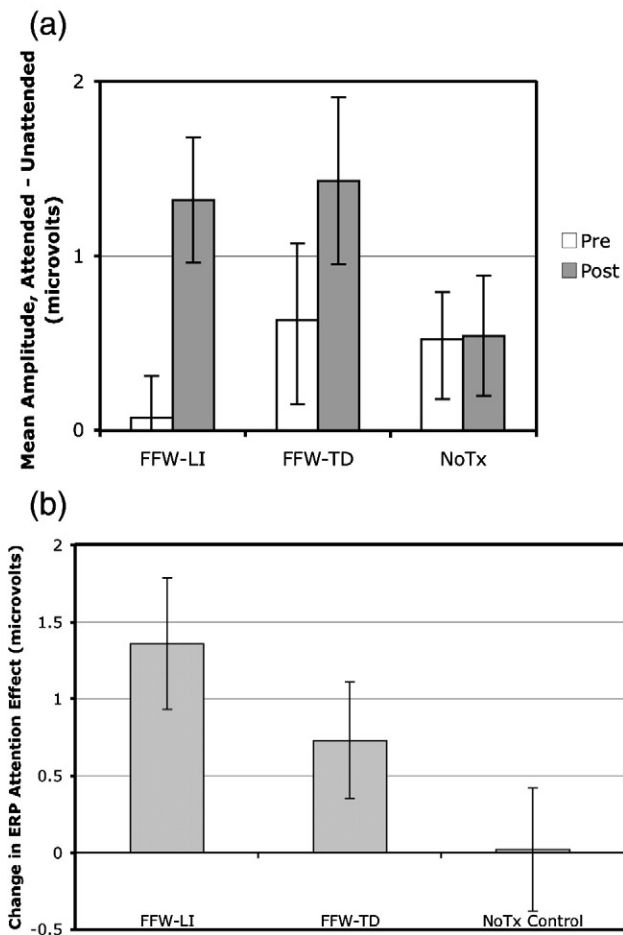 (a)
Mean Amplitude, Attended - Unattended
(microvolts)
2
1
0
FFW-LI
FFW-TD
NoTx
Pre
Post
(b)
Change in ERP Attention Effect (microvolts)
2
1.5
1
0.5
0
-0.5
FFW-LI
FFW-TD
NoTx Control